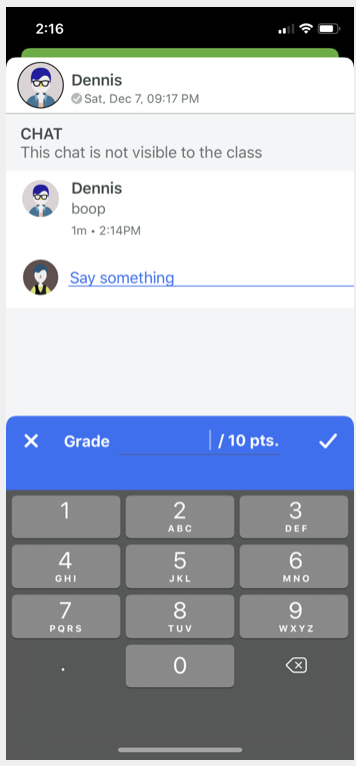 2:16
Dennis
Sat, Dec 7, 09:17 PM
CHAT
This chat is not visible to the class
Dennis
boop
1m • 2:14PM
Say something
Grade / 10 pts.
1 2 3
ABC DEF
4 5 6
GHI JKL MNO
7 8 9
PQRS TUV WXYZ
. 0